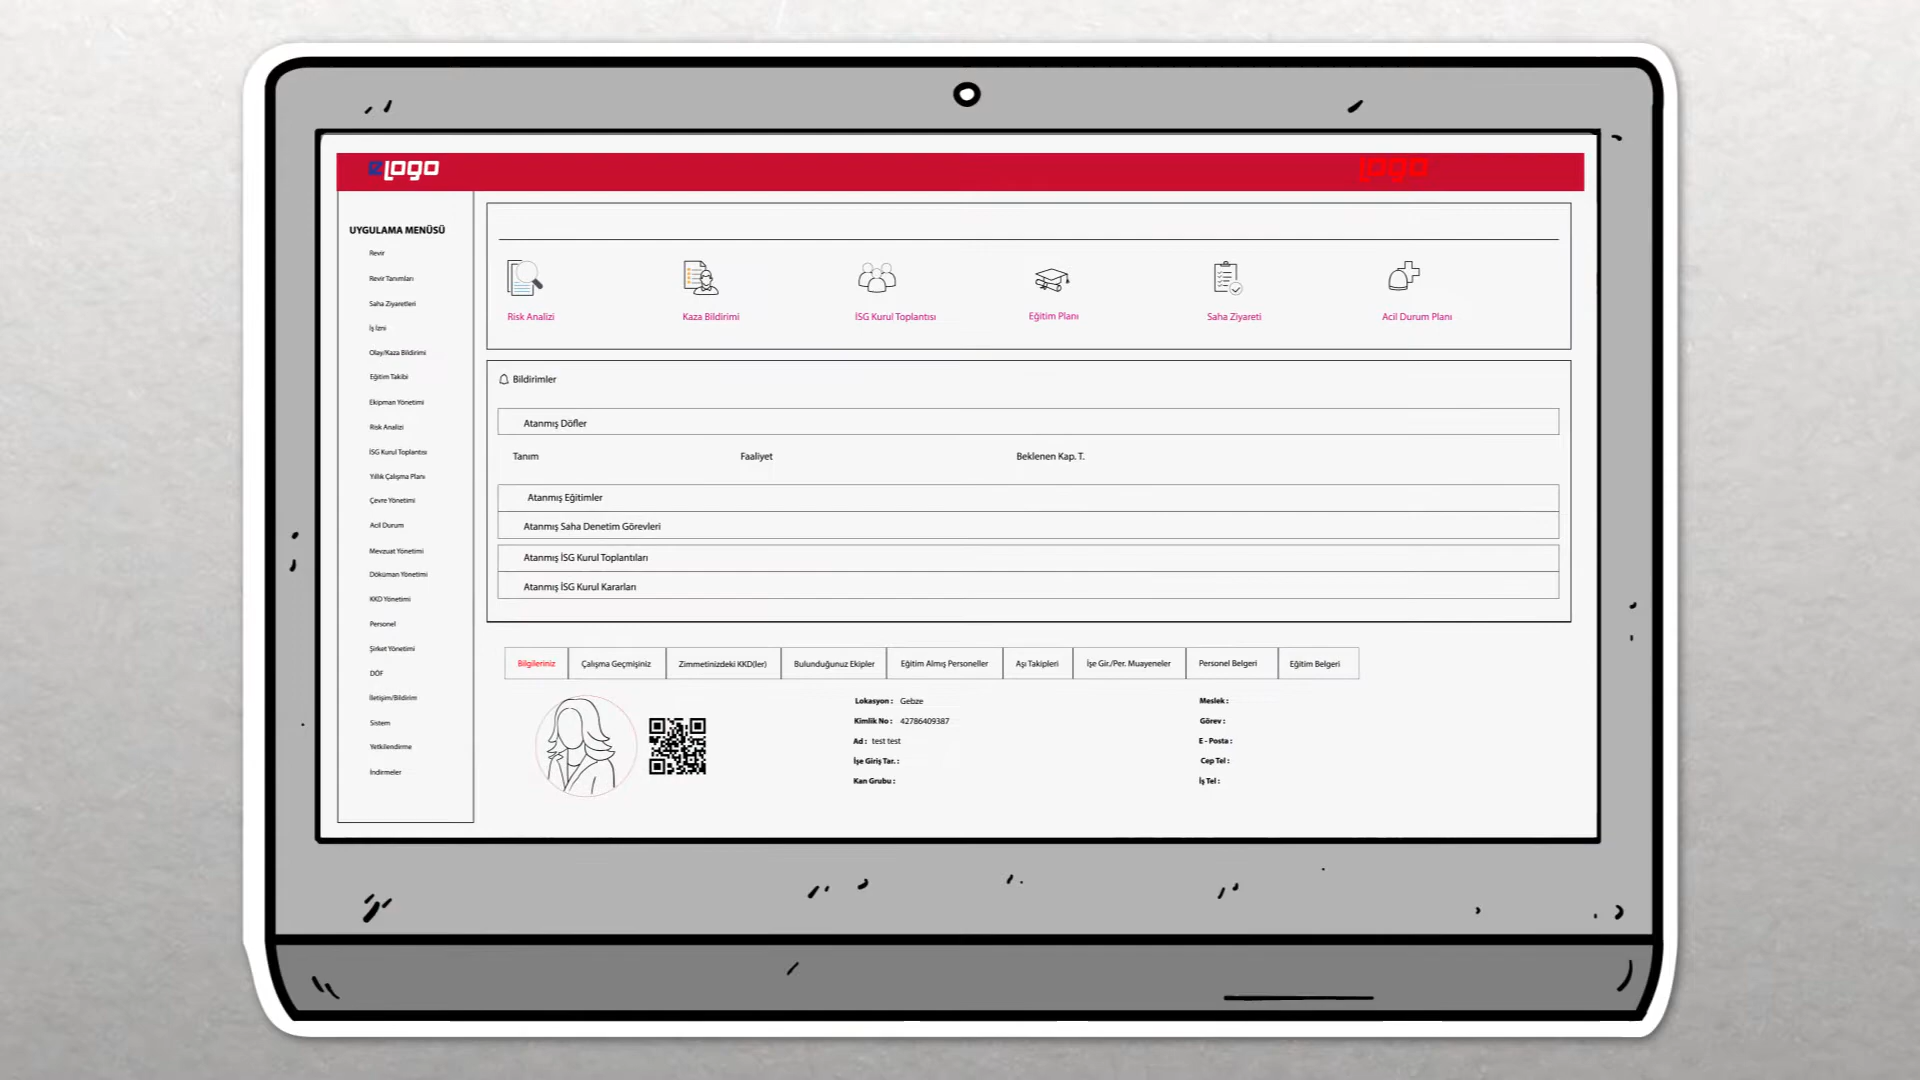 eLogo
logo
UYGULAMA MENÜSÜ
Revir
Revir Tanımları
Saha Ziyaretleri
İş İzni
Olay/Kaza Bildirimi
Eğitim Takibi
Ekipman Yönetimi
Risk Analizi
İSG Kurul Toplantısı
Yıllık Çalışma Planı
Çevre Yönetimi
Acil Durum
Mevzuat Yönetimi
Döküman Yönetimi
KKD Yönetimi
Personel
Şirket Yönetimi
DÖF
İletişim/Bildirim
Sistem
Yetkilendirme
İndirmeler
Risk Analizi
Kaza Bildirimi
İSG Kurul Toplantısı
Eğitim Planı
Saha Ziyareti
Acil Durum Planı
Bildirimler
Atanmış Döfler
Tanım Faaliyet Beklenen Kap. T.
Atanmış Eğitimler
Atanmış Saha Denetim Görevleri
Atanmış İSG Kurul Toplantıları
Atanmış İSG Kurul Kararları
Bilgileriniz Çalışma Geçmişiniz Zimmetinizdeki KKD(ler) Bulunduğunuz Ekipler Eğitim Almış Personeller Aşı Takipleri İşe Gir./Per. Muayeneler Personel Belgeri Eğitim Belgeri
Lokasyon : Gebze
Kimlik No : 42786409387
Ad : test test
İşe Giriş Tar. :
Kan Grubu :
Meslek :
Görev :
E - Posta :
Cep Tel :
İş Tel :